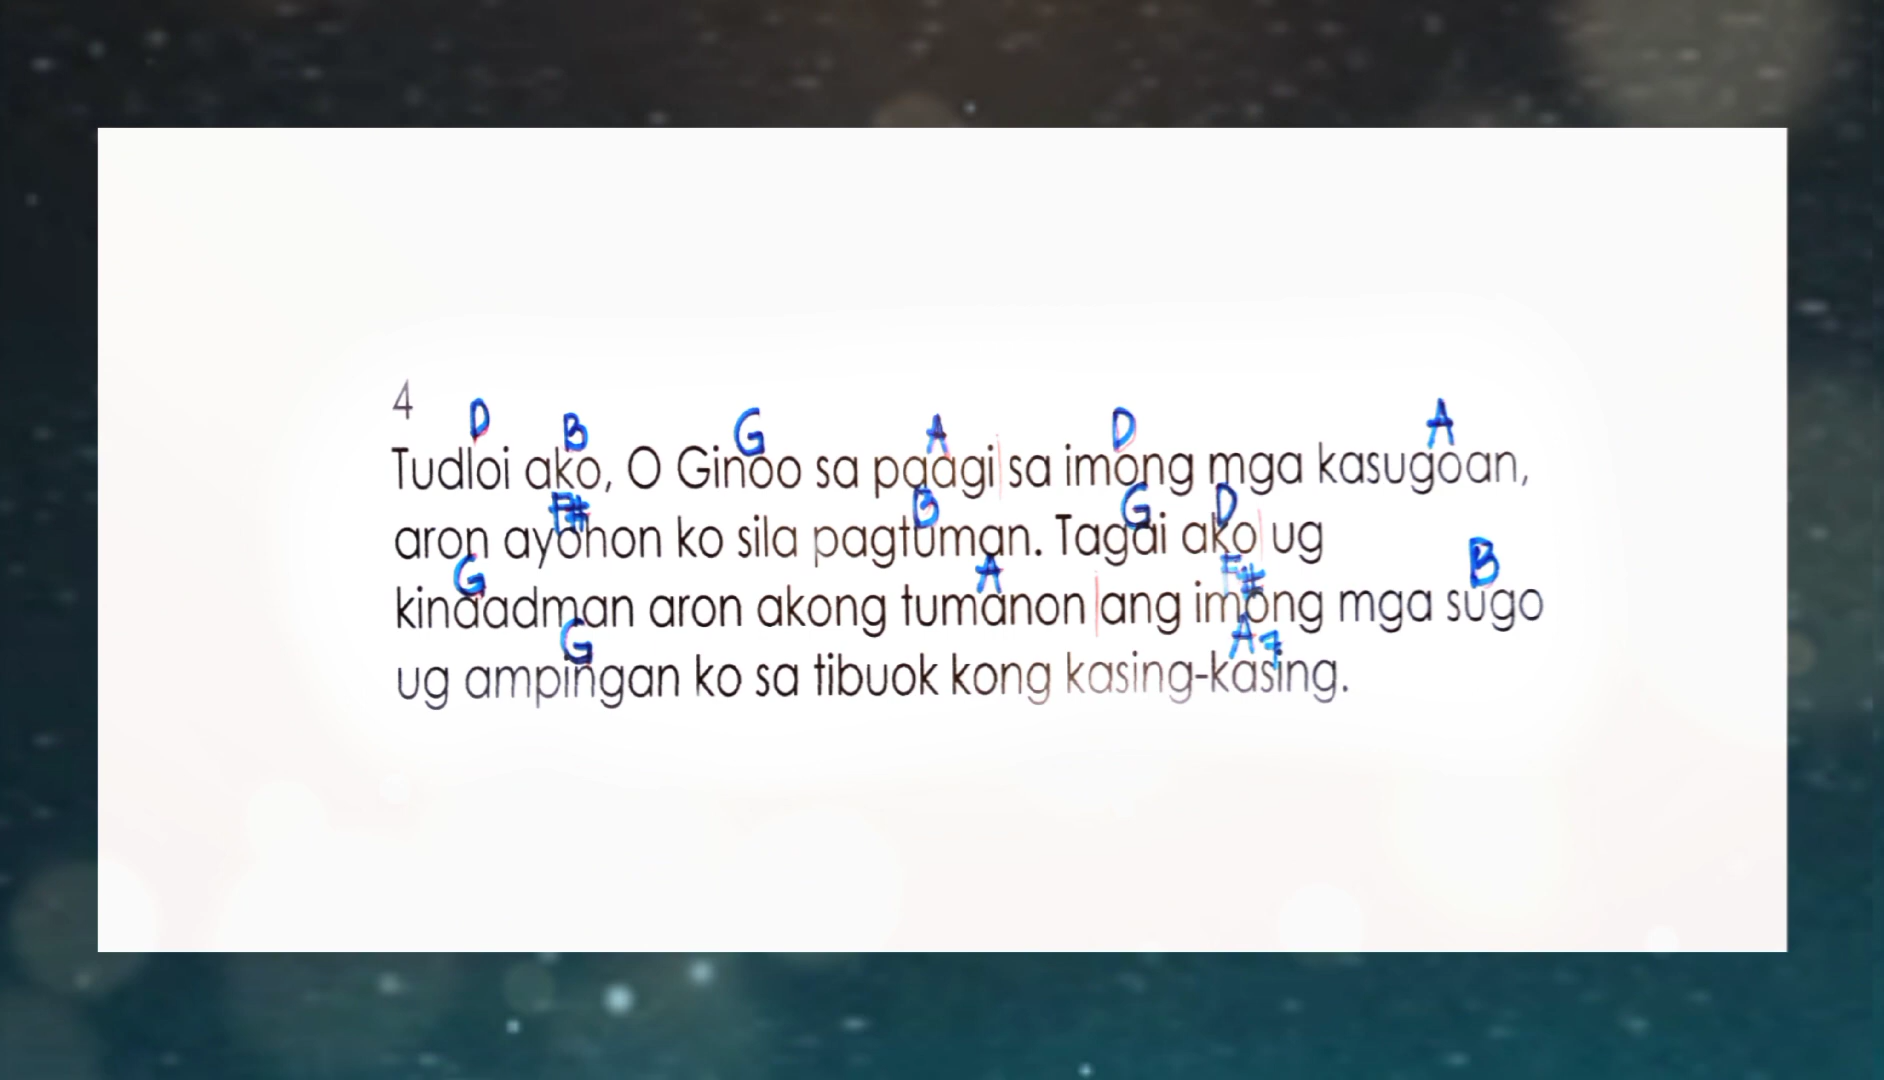 4
D B G A D A
Tudloi ako, O Ginoo sa paagi sa imong mga kasugoan,
F# B G D
aron ayohon ko sila pagtuman. Tagai ako ug
G A F# B
kinaadman aron akong tumanon ang imong mga sugo
G A7
ug ampingan ko sa tibuok kong kasing-kasing.